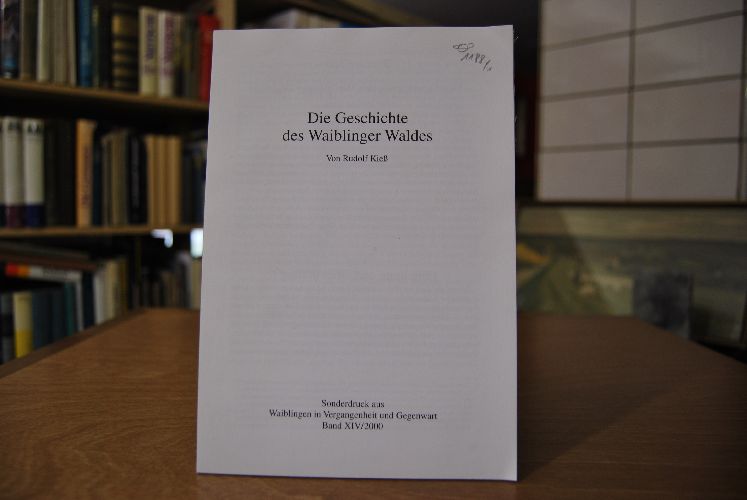 Die Geschichte
des Waiblinger Waldes
Von Rudolf Kieß
Sonderdruck aus
Waiblingen in Vergangenheit und Gegenwart
Band XIV/2000